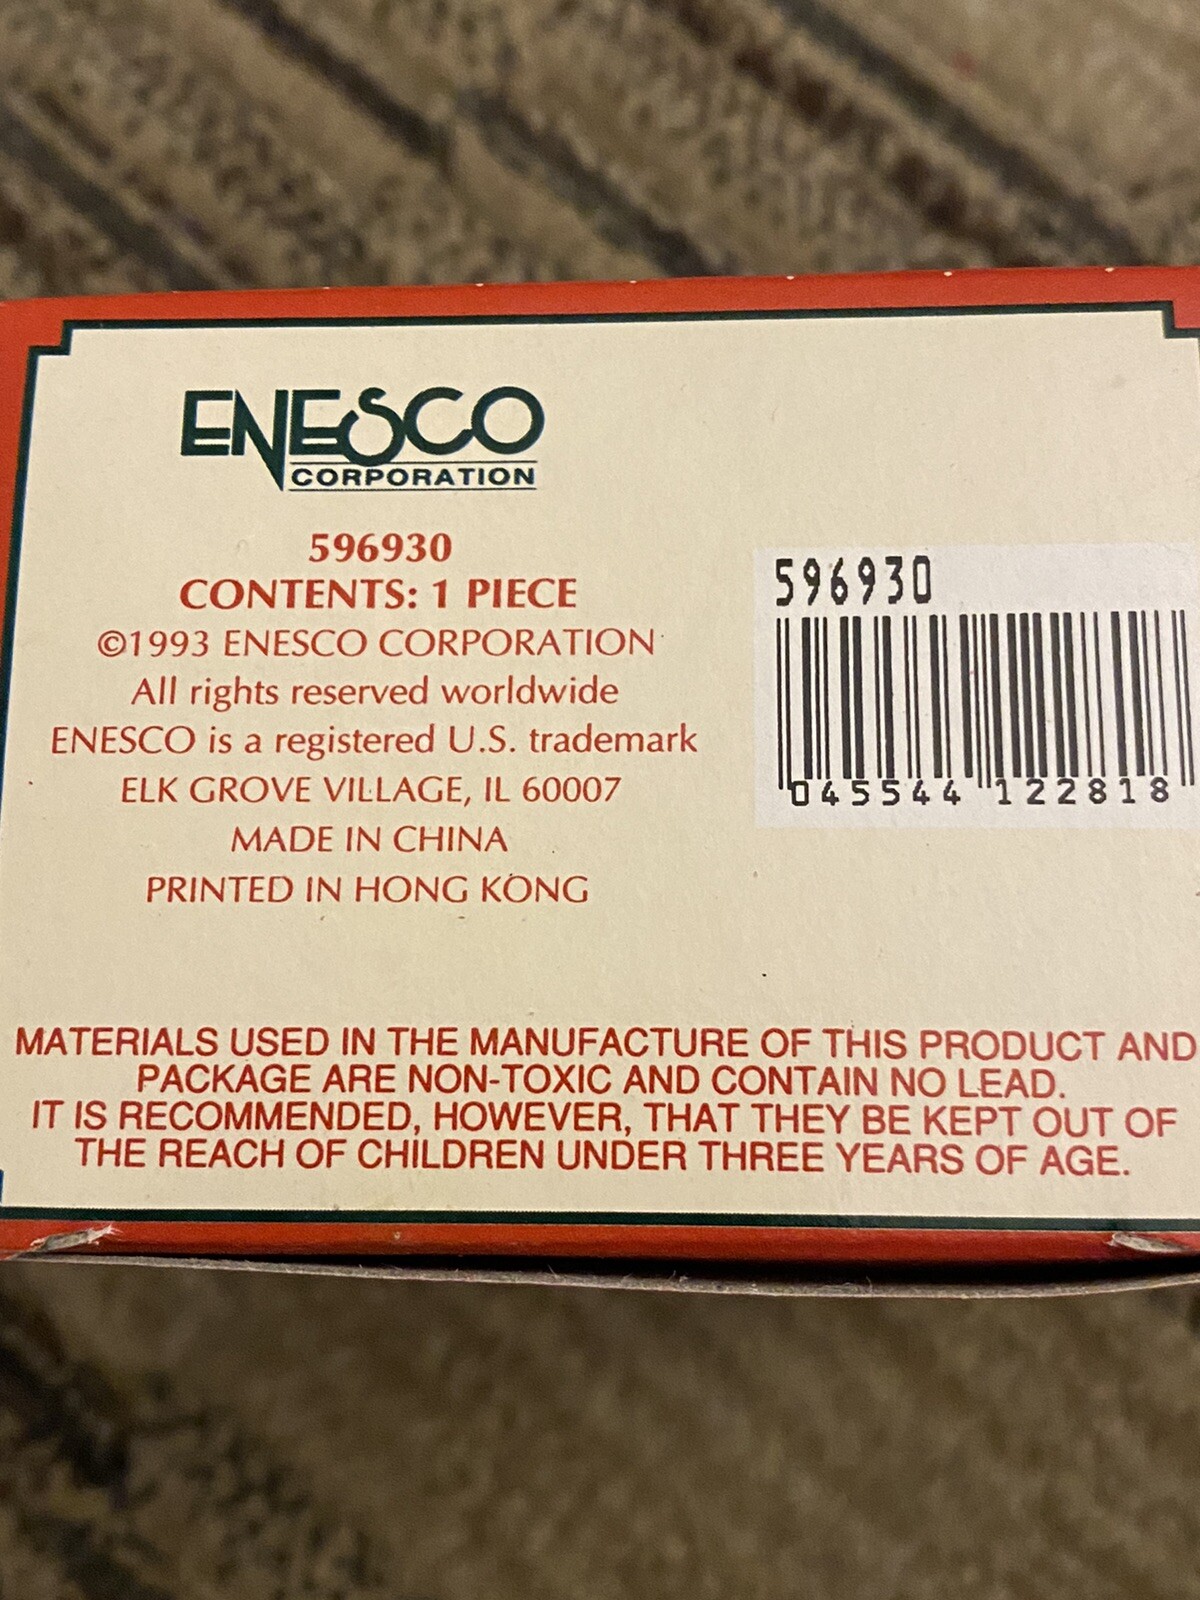 ENESCO
CORPORATION
596930
CONTENTS: 1 PIECE
©1993 ENESCO CORPORATION
All rights reserved worldwide
ENESCO is a registered U.S. trademark
ELK GROVE VILLAGE, IL 60007
MADE IN CHINA
PRINTED IN HONG KONG
596930
045544 122818
MATERIALS USED IN THE MANUFACTURE OF THIS PRODUCT AND
PACKAGE ARE NON-TOXIC AND CONTAIN NO LEAD.
IT IS RECOMMENDED, HOWEVER, THAT THEY BE KEPT OUT OF
THE REACH OF CHILDREN UNDER THREE YEARS OF AGE.